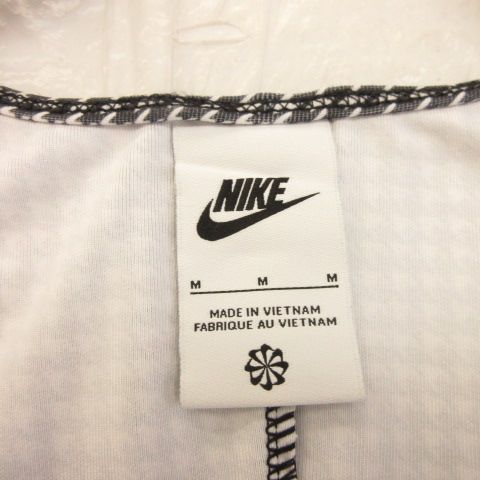 NIKE
M M M
MADE IN VIETNAM
FABRIQUE AU VIETNAM